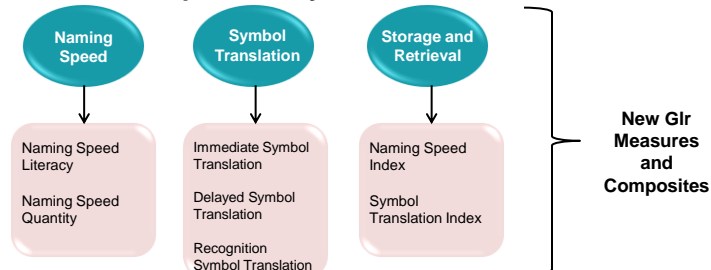 Naming
Speed
Symbol
Translation
Storage and
Retrieval
Naming Speed
Literacy
Naming Speed
Quantity
Immediate Symbol
Translation
Delayed Symbol
Translation
Recognition
Symbol Translation
Naming Speed
Index
Symbol
Translation Index
New Glr
Measures
and
Composites